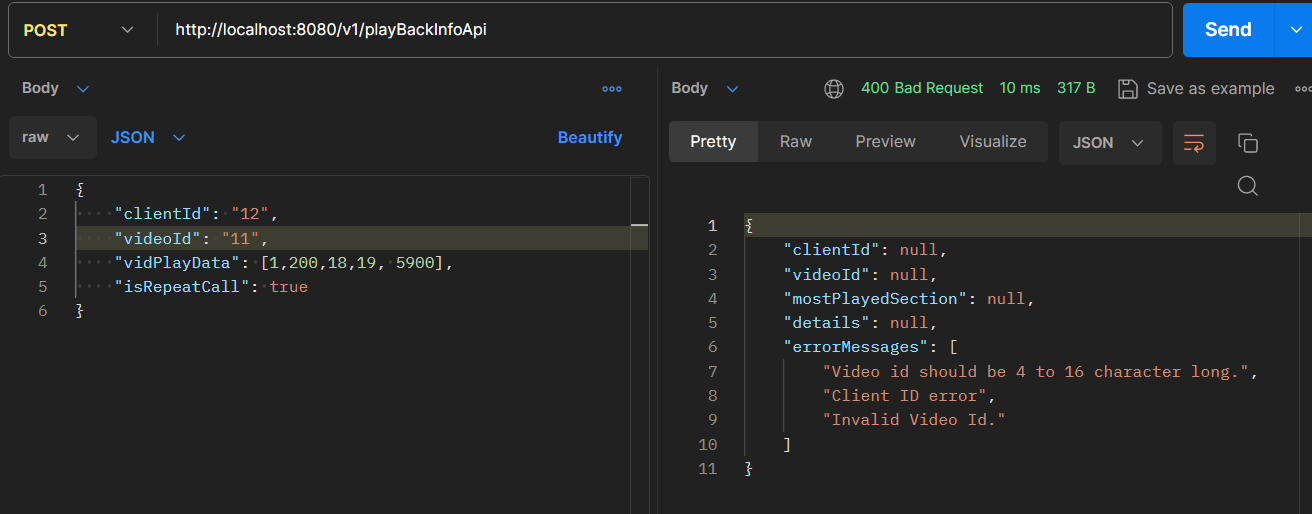 POST http://localhost:8080/v1/playBackInfoApi Send
Body
raw JSON Beautify
1 {
2 "clientId": "12",
3 "videoId": "11",
4 "vidPlayData": [1,200,18,19, 5900],
5 "isRepeatCall": true
6 }
Body 400 Bad Request 10 ms 317 B Save as example
Pretty Raw Preview Visualize JSON
1 {
2 "clientId": null,
3 "videoId": null,
4 "mostPlayedSection": null,
5 "details": null,
6 "errorMessages": [
7 "Video id should be 4 to 16 character long.",
8 "Client ID error",
9 "Invalid Video Id."
10 ]
11 }